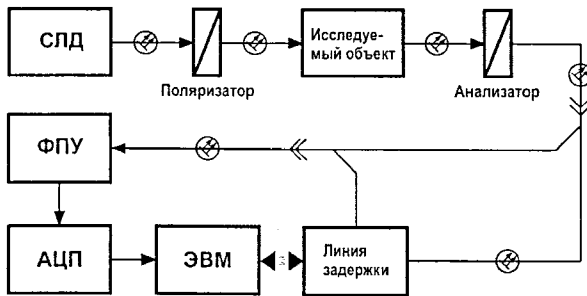 СЛД
Исследуе-
мый объект
Поляризатор
Анализатор
ФПУ
АЦП
ЭВМ
Линия
задержки